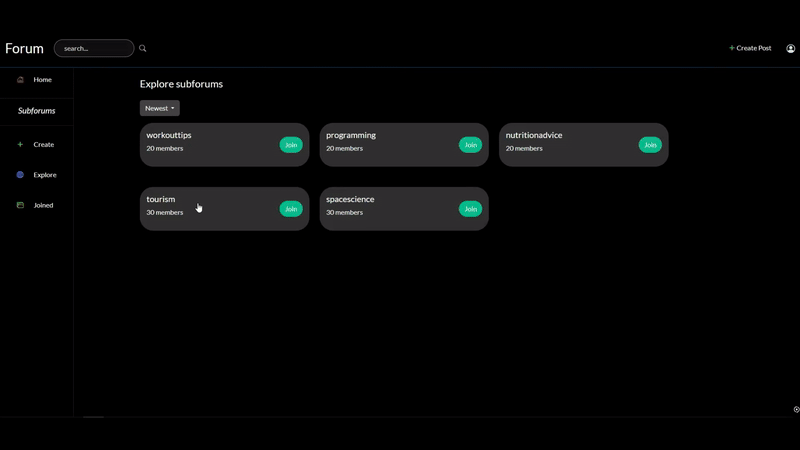 Forum
search...
+ Create Post
Home
Subforums
Create
Explore
Joined
Explore subforums
Newest
workouttips
20 members
Join
programming
20 members
Join
nutritionadvice
20 members
Join
tourism
30 members
Join
spacescience
30 members
Join